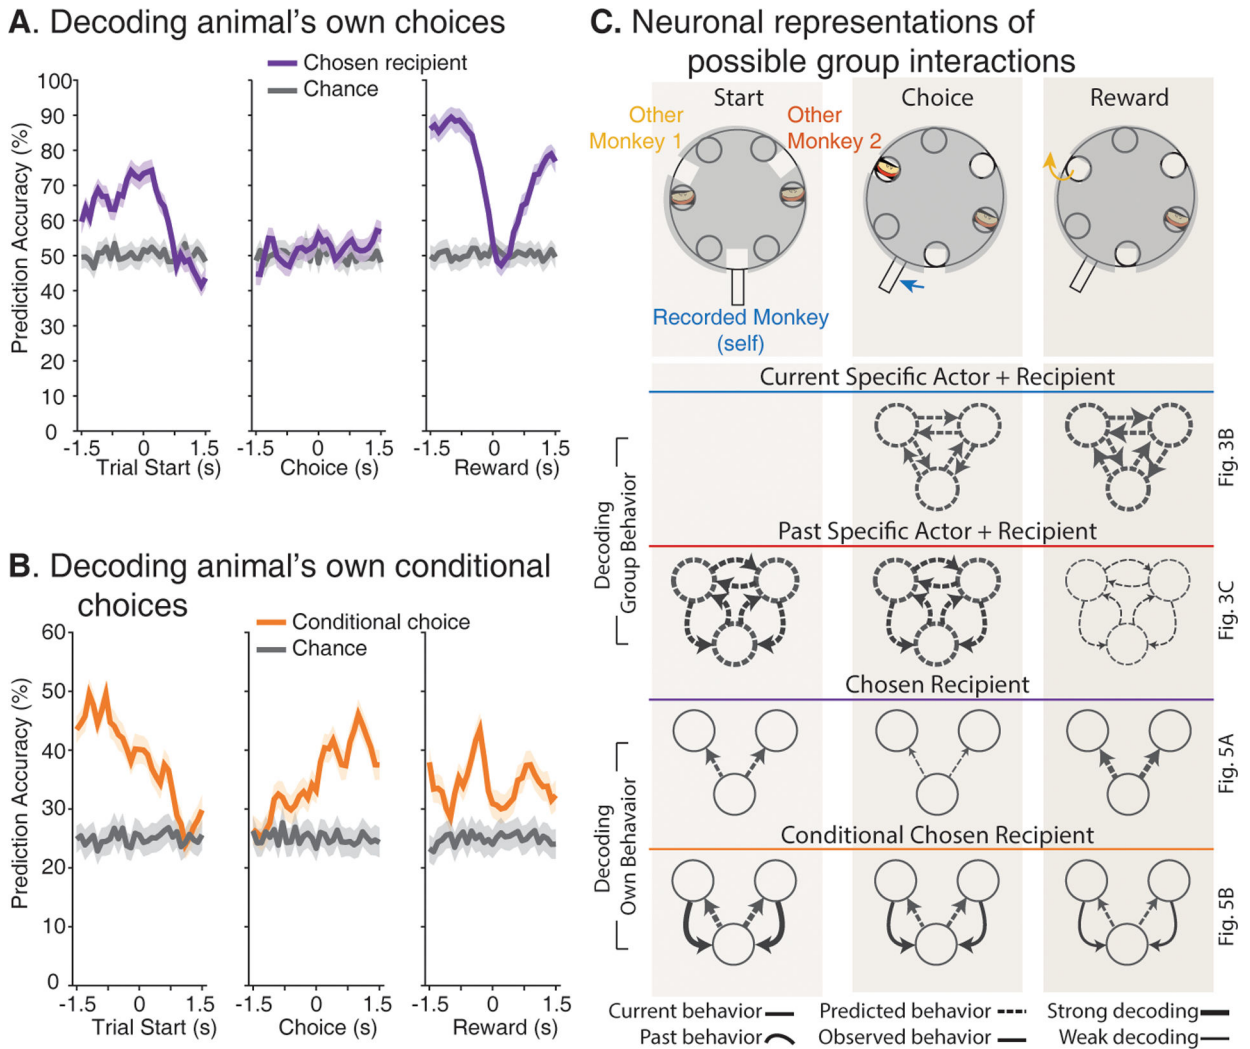 A. Decoding animal's own choices
Chosen recipient
Chance
Prediction Accuracy (%)
100
90
80
70
60
50
40
30
20
10
0
-1.5 0 1.5
Trial Start (s)
-1.5 0 1.5
Choice (s)
-1.5 0 1.5
Reward (s)
B. Decoding animal's own conditional
choices
Conditional choice
Chance
Prediction Accuracy (%)
60
50
40
30
20
10
0
-1.5 0 1.5
Trial Start (s)
-1.5 0 1.5
Choice (s)
-1.5 0 1.5
Reward (s)
C. Neuronal representations of
possible group interactions
Start
Choice
Reward
Other
Monkey 1
Other
Monkey 2
Recorded Monkey
(self)
Current Specific Actor + Recipient
Fig. 3B
Decoding
Group Behavior
Past Specific Actor + Recipient
Fig. 3C
Chosen Recipient
Fig. 5A
Decoding
Own Behavaior
Conditional Chosen Recipient
Fig. 5B
Current behavior
Predicted behavior
Strong decoding
Past behavior
Observed behavior
Weak decoding